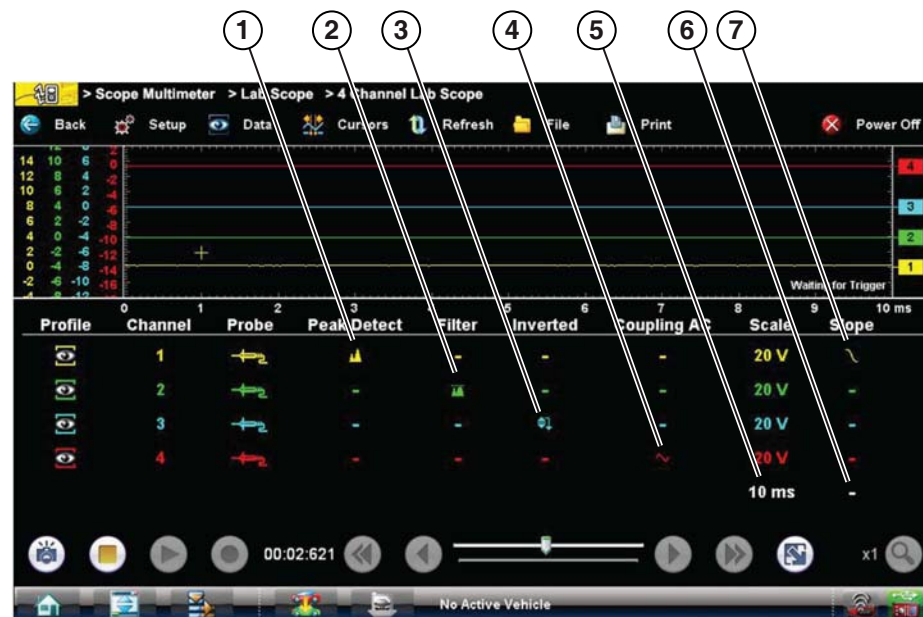 1 2 3 4 5 6 7
> Scope Multimeter > Lab Scope > 4 Channel Lab Scope
Back Setup Data Cursors Refresh File Print Power Off
14 10 6 0 4
12 8 4 -2
10 6 2 -4
8 4 0 -6 3
6 2 -2 -8
4 0 -4 -10 2
2 -2 -6 -12
0 -4 -8 -14 1
-2 -6 -10 -16 Waiting for Trigger
0 1 2 3 5 6 7 8 9 10 ms
Profile Channel Probe Peak Detect Filter Inverted Coupling AC Scale Slope
1 - - - 20 V
2 - - - 20 V -
3 - - - 20 V -
4 - - - 20 V -
10 ms -
00:02:621 x1
No Active Vehicle